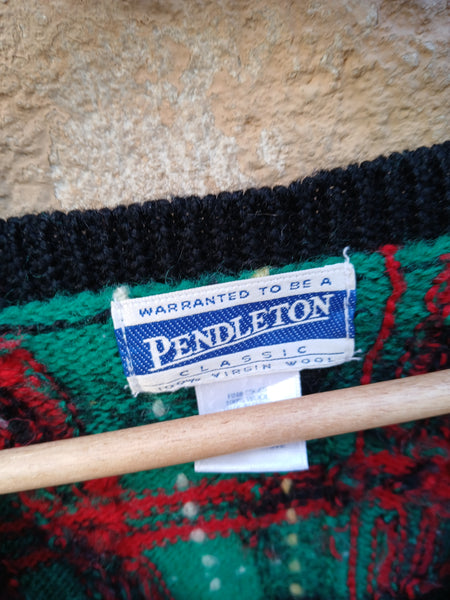 WARRANTED TO BE A
PENDLETON
CLASSIC
100% VIRGIN WOOL